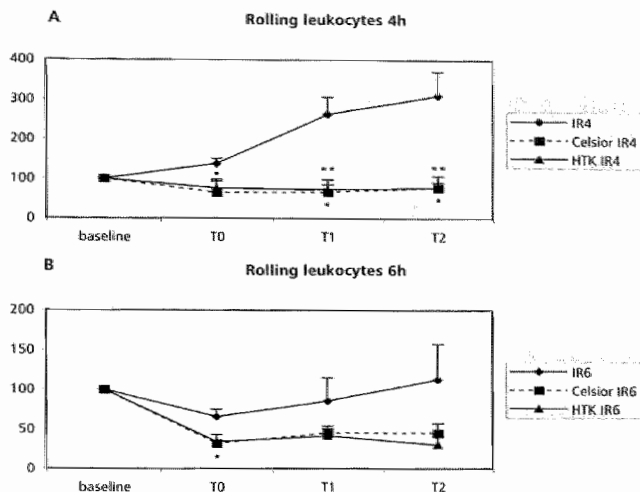 A
Rolling leukocytes 4h
400
300
200
100
0
baseline T0 T1 T2
IR4
Celsior IR4
HTK IR4
*
**
**
*
*
B
Rolling leukocytes 6h
200
150
100
50
0
baseline T0 T1 T2
IR6
Celsior IR6
HTK IR6
*